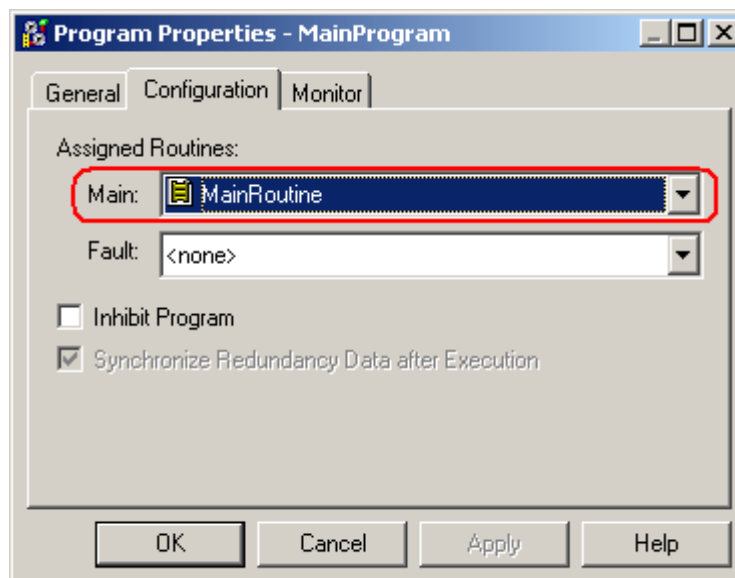 Program Properties - MainProgram
General Configuration Monitor
Assigned Routines:
Main: MainRoutine
Fault: <none>
Inhibit Program
Synchronize Redundancy Data after Execution
OK Cancel Apply Help